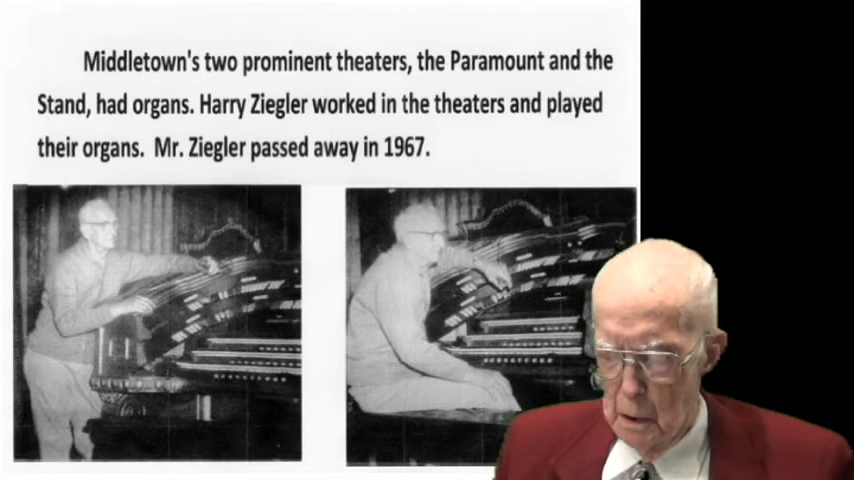 Middletown's two prominent theaters, the Paramount and the
Stand, had organs. Harry Ziegler worked in the theaters and played
their organs. Mr. Ziegler passed away in 1967.